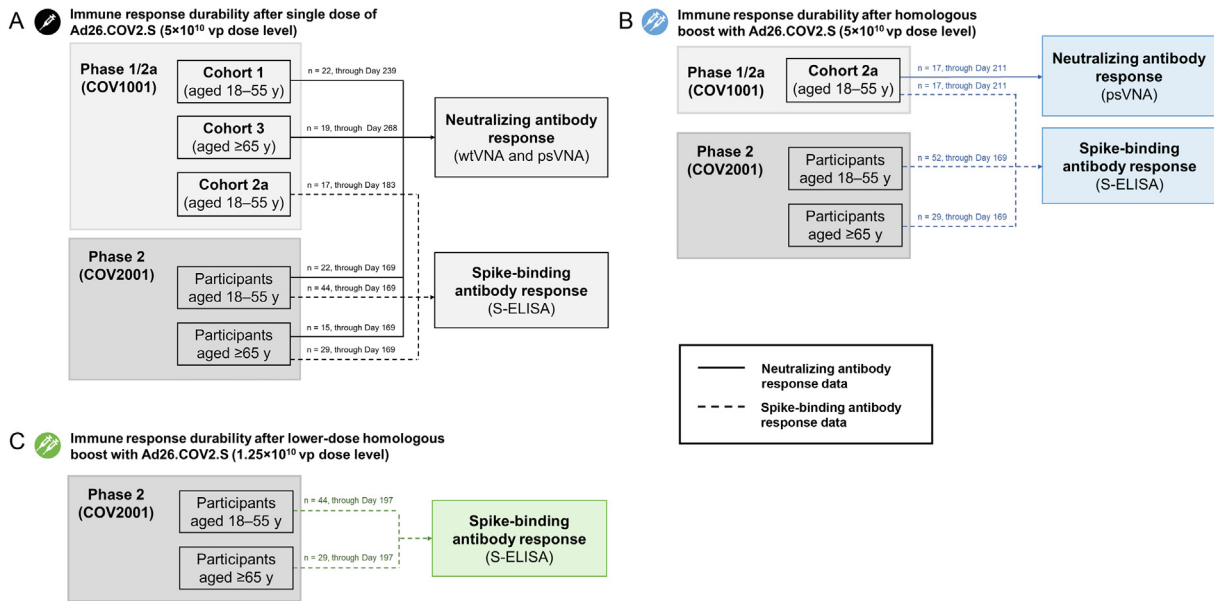 A
Immune response durability after single dose of
Ad26.COV2.S (5×10¹⁰ vp dose level)
Phase 1/2a
(COV1001)
Cohort 1
(aged 18–55 y)
n = 22, through Day 239
Cohort 3
(aged ≥65 y)
n = 19, through Day 268
Cohort 2a
(aged 18–55 y)
n = 17, through Day 183
Neutralizing antibody
response
(wtVNA and psVNA)
Phase 2
(COV2001)
Participants
aged 18–55 y
n = 22, through Day 169
n = 44, through Day 169
Participants
aged ≥65 y
n = 15, through Day 169
n = 29, through Day 169
Spike-binding
antibody response
(S-ELISA)
B
Immune response durability after homologous
boost with Ad26.COV2.S (5×10¹⁰ vp dose level)
Phase 1/2a
(COV1001)
Cohort 2a
(aged 18–55 y)
n = 17, through Day 211
n = 17, through Day 211
Neutralizing antibody
response
(psVNA)
Phase 2
(COV2001)
Participants
aged 18–55 y
n = 52, through Day 169
Participants
aged ≥65 y
n = 29, through Day 169
Spike-binding
antibody response
(S-ELISA)
Neutralizing antibody
response data
Spike-binding antibody
response data
C
Immune response durability after lower-dose homologous
boost with Ad26.COV2.S (1.25×10¹⁰ vp dose level)
Phase 2
(COV2001)
Participants
aged 18–55 y
n = 44, through Day 197
Participants
aged ≥65 y
n = 29, through Day 197
Spike-binding
antibody response
(S-ELISA)